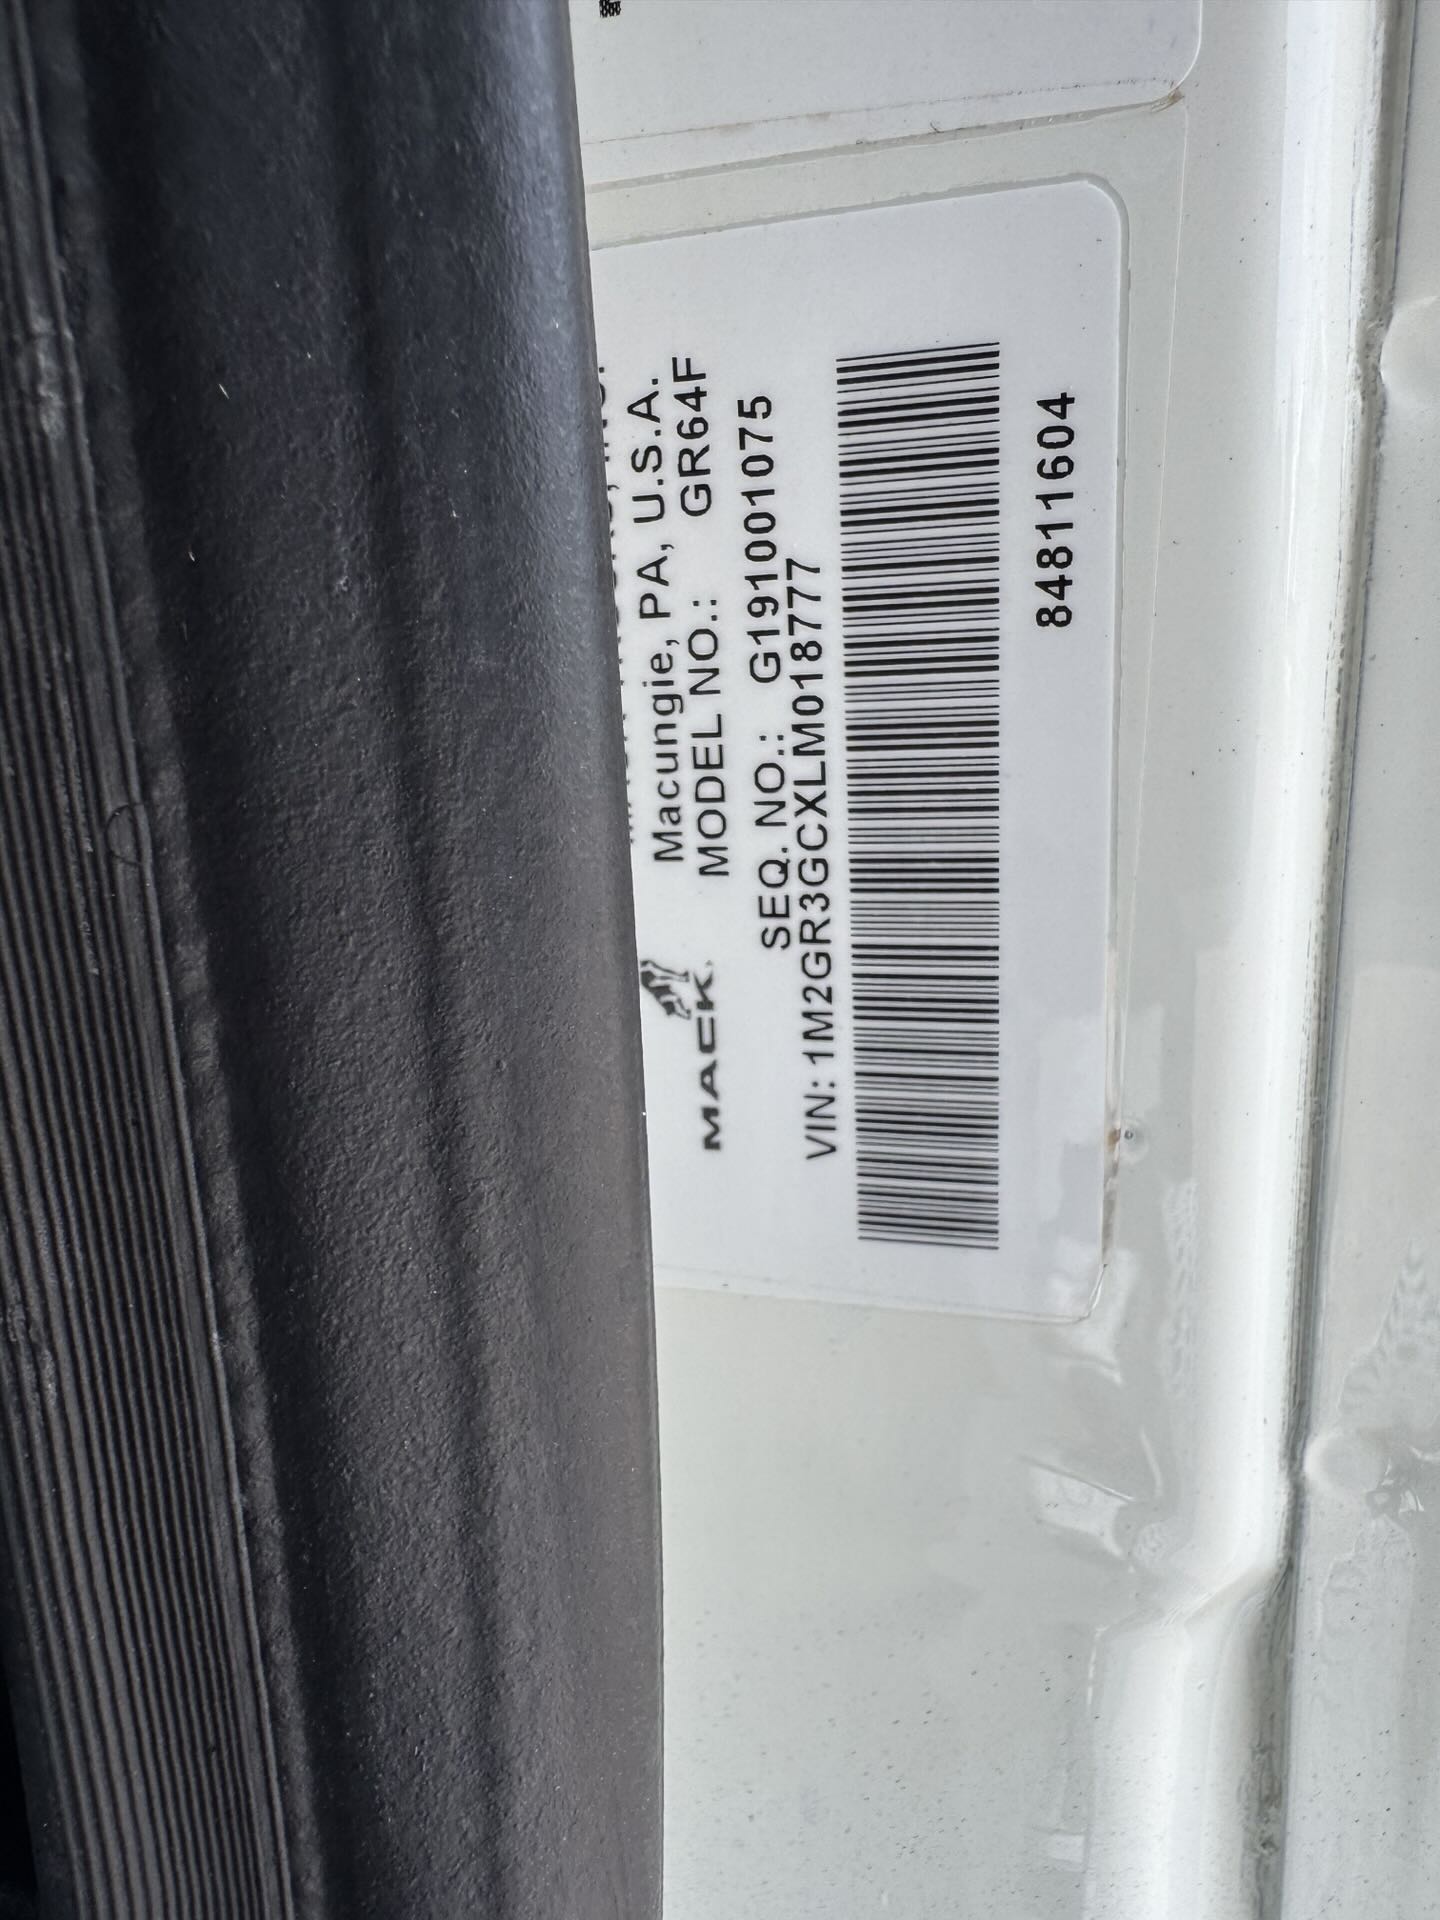 Macungie, PA, U.S.A.
MODEL NO.: GR64F
MACK
SEQ. NO.: G191001075
VIN: 1M2GR3GCXLM018777
84811604